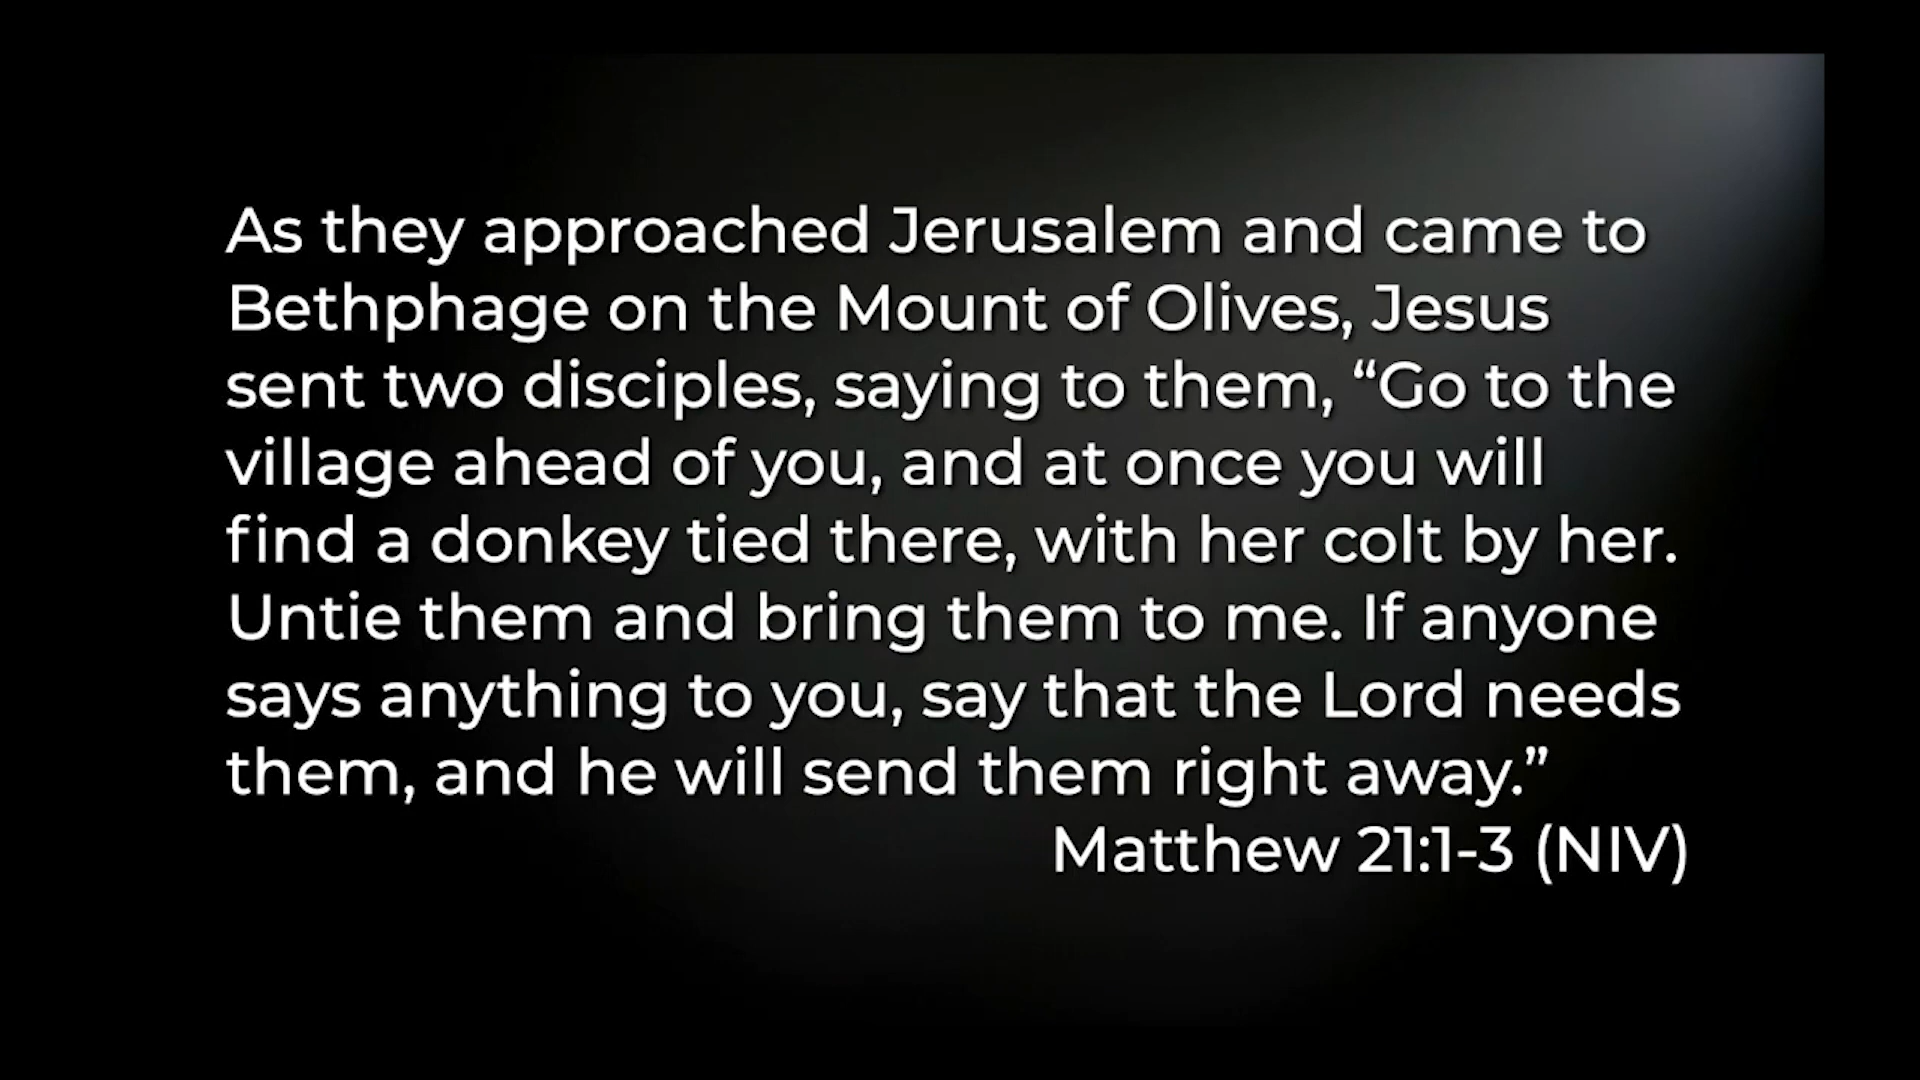 As they approached Jerusalem and came to
Bethphage on the Mount of Olives, Jesus
sent two disciples, saying to them, “Go to the
village ahead of you, and at once you will
find a donkey tied there, with her colt by her.
Untie them and bring them to me. If anyone
says anything to you, say that the Lord needs
them, and he will send them right away.”
Matthew 21:1-3 (NIV)